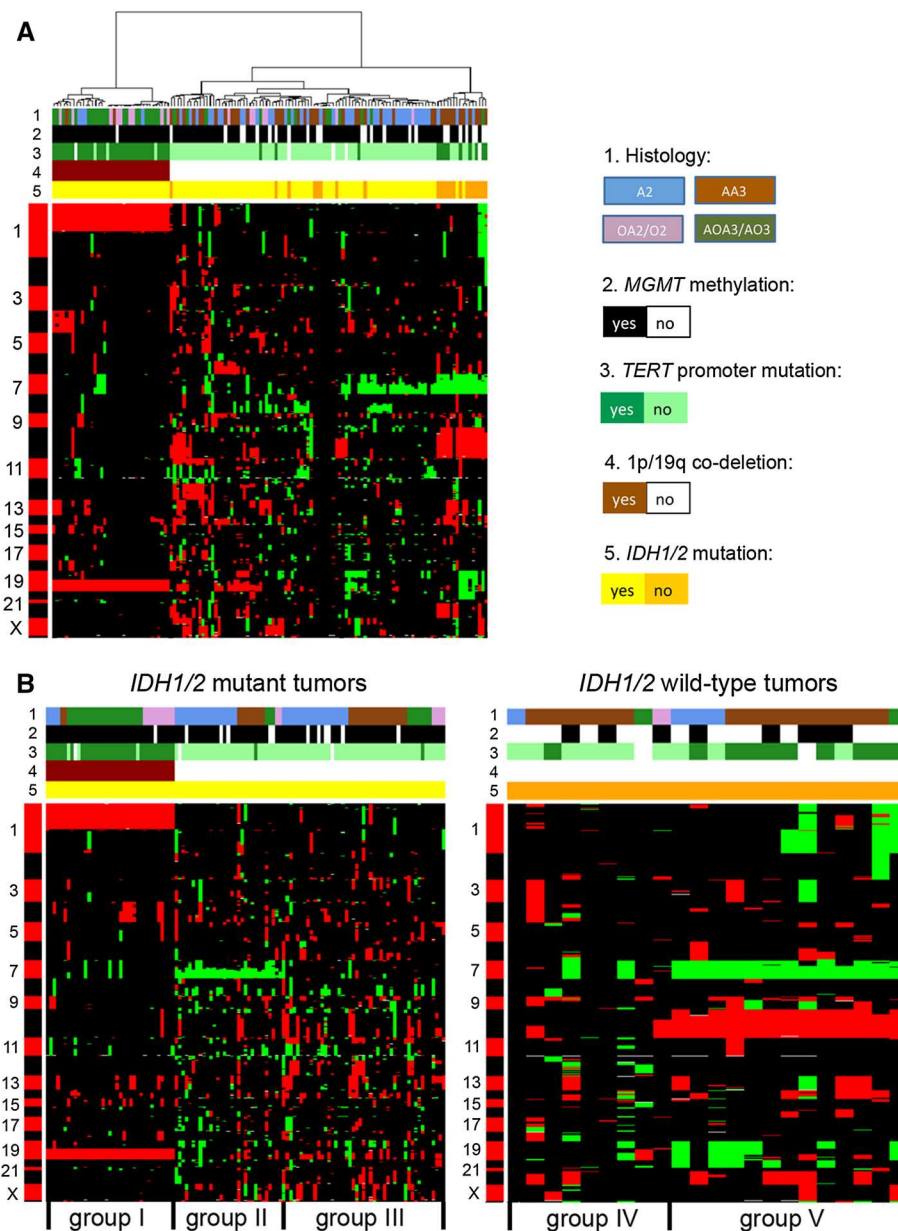 A
1
2
3
4
5
1
3
5
7
9
11
13
15
17
19
21
X
1. Histology:
A2 AA3
OA2/O2 AOA3/AO3
2. MGMT methylation:
yes no
3. TERT promoter mutation:
yes no
4. 1p/19q co-deletion:
yes no
5. IDH1/2 mutation:
yes no
B
IDH1/2 mutant tumors
1
2
3
4
5
1
3
5
7
9
11
13
15
17
19
21
X
group I group II group III
IDH1/2 wild-type tumors
1
2
3
4
5
1
3
5
7
9
11
13
15
17
19
21
X
group IV group V